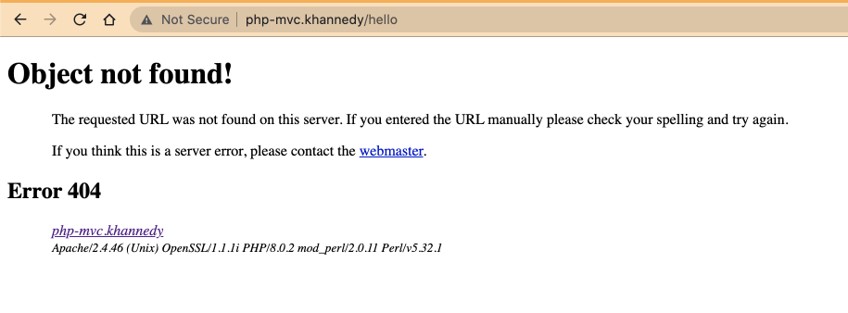 Not Secure | php-mvc.khannedy/hello
Object not found!
The requested URL was not found on this server. If you entered the URL manually please check your spelling and try again.
If you think this is a server error, please contact the webmaster.
Error 404
php-mvc.khannedy
Apache/2.4.46 (Unix) OpenSSL/1.1.1i PHP/8.0.2 mod_perl/2.0.11 Perl/v5.32.1